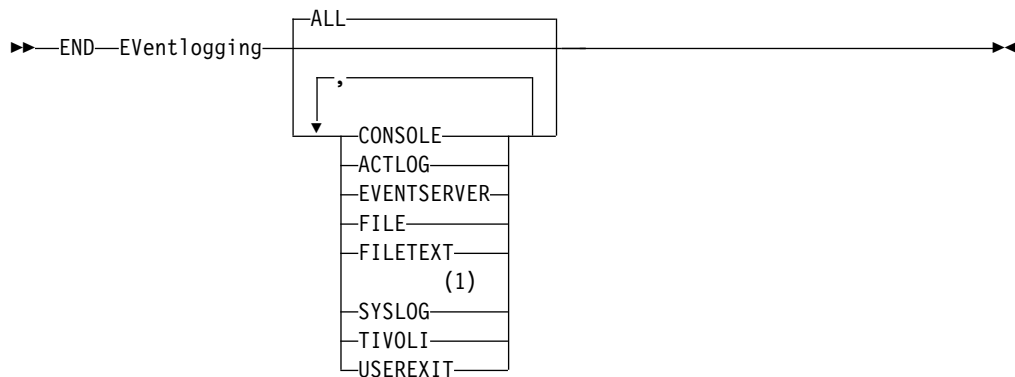 ALL
END EVentlogging
,
CONSOLE
ACTLOG
EVENTSERVER
FILE
FILETEXT
(1)
SYSLOG
TIVOLI
USEREXIT